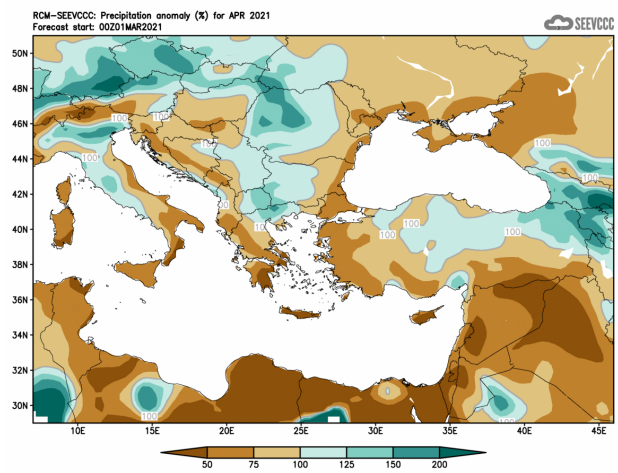 RCM-SEEVCCC: Precipitation anomaly (%) for APR 2021
Forecast start: 00Z01MAR2021
SEEVCCC
50N
48N
46N
44N
42N
40N
38N
36N
34N
32N
30N
100
100
100
100
100
100
100
100
100
10E
15E
20E
25E
30E
35E
40E
45E
50 75 100 125 150 200